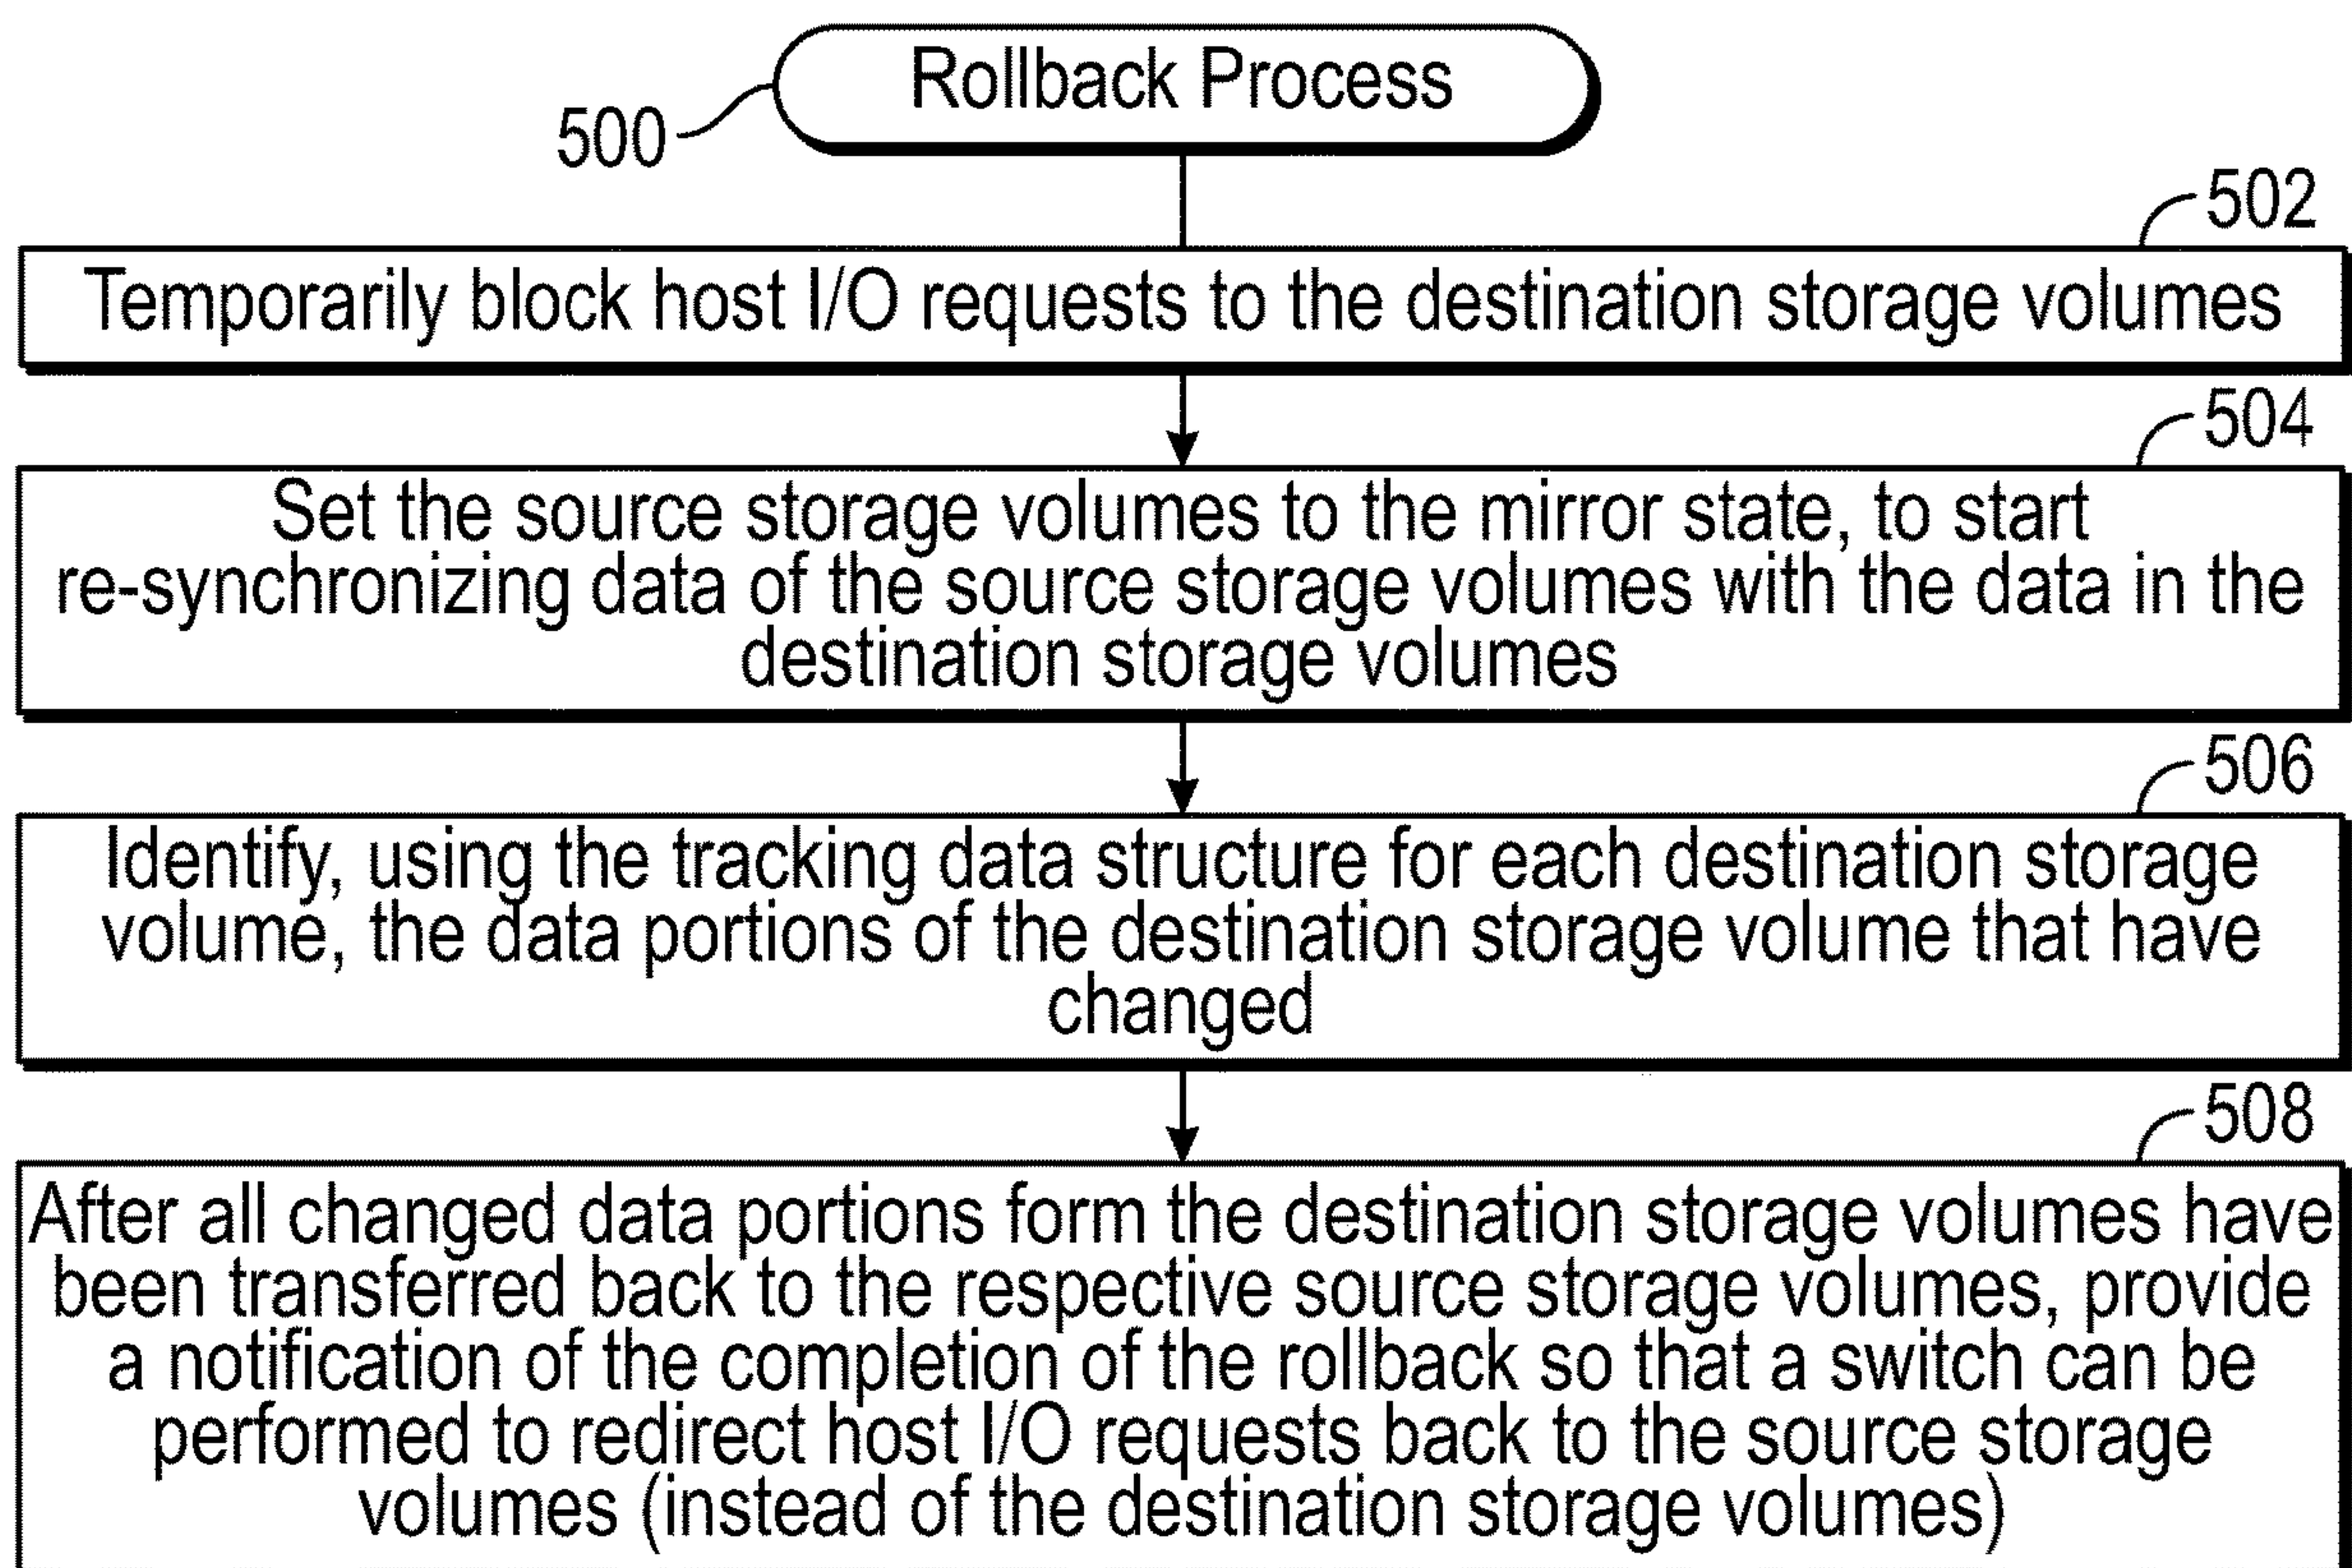 Rollback Process
500
502
Temporarily block host I/O requests to the destination storage volumes
504
Set the source storage volumes to the mirror state, to start
re-synchronizing data of the source storage volumes with the data in the
destination storage volumes
506
Identify, using the tracking data structure for each destination storage
volume, the data portions of the destination storage volume that have
changed
508
After all changed data portions form the destination storage volumes have
been transferred back to the respective source storage volumes, provide
a notification of the completion of the rollback so that a switch can be
performed to redirect host I/O requests back to the source storage
volumes (instead of the destination storage volumes)